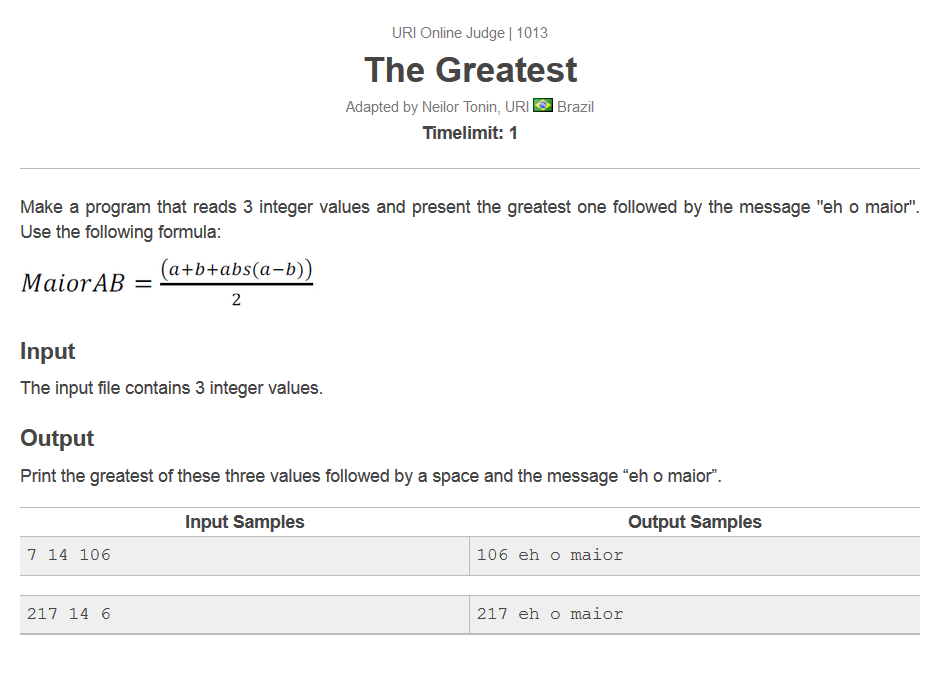 URI Online Judge | 1013
The Greatest
Adapted by Neilor Tonin, URI Brazil
Timelimit: 1
Make a program that reads 3 integer values and present the greatest one followed by the message "eh o maior".
Use the following formula:
MaiorAB = (a+b+abs(a−b))
2
Input
The input file contains 3 integer values.
Output
Print the greatest of these three values followed by a space and the message “eh o maior”.
Input Samples Output Samples
7 14 106 106 eh o maior
217 14 6 217 eh o maior